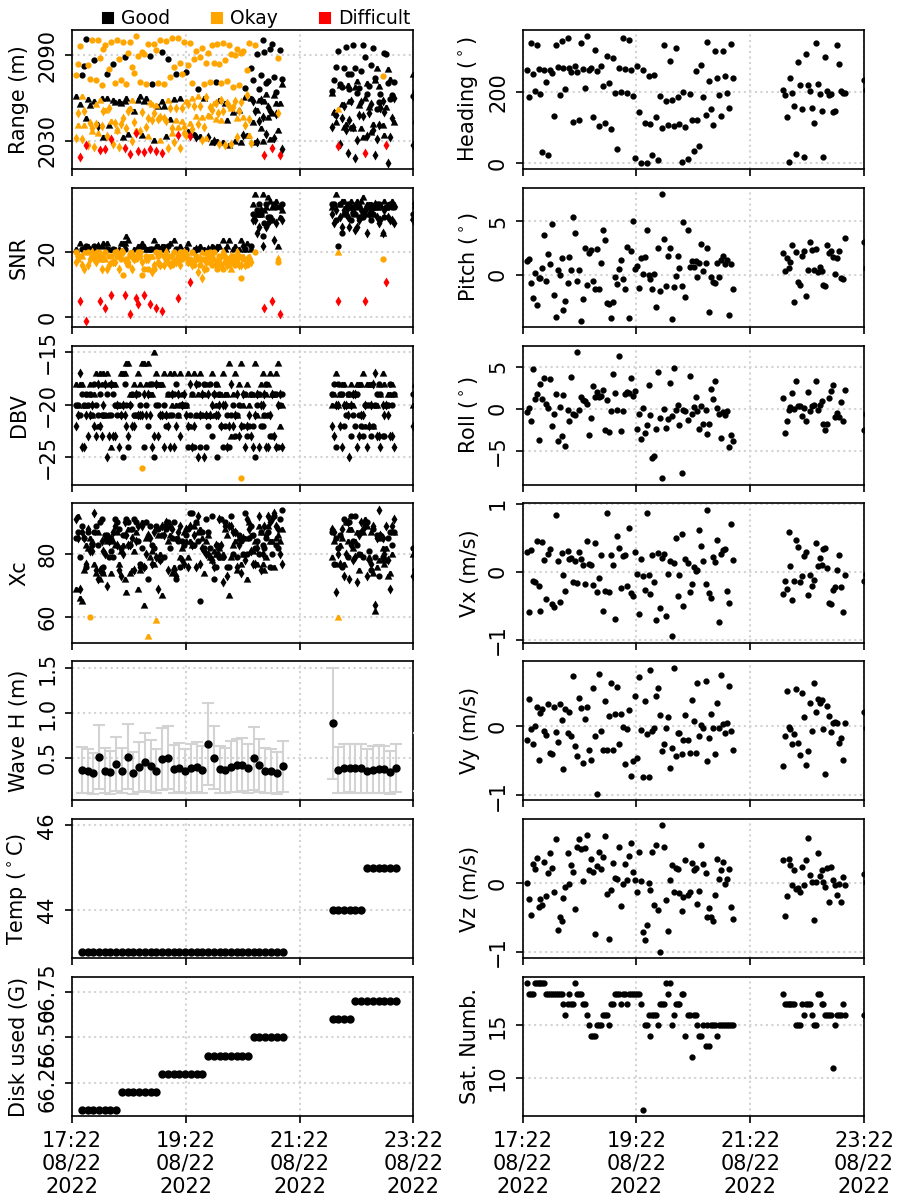 Good Okay Difficult
Range (m)
2090
2030
Heading (°)
200
0
SNR
20
0
Pitch (°)
5
0
DBV
−15
−20
−25
Roll (°)
5
0
−5
Xc
80
60
Vx (m/s)
1
0
−1
Wave H (m)
1.5
1.0
0.5
Vy (m/s)
0
−1
Temp (°C)
46
44
Vz (m/s)
0
−1
Disk used (G)
66.75
66.50
66.25
Sat. Numb.
15
10
17:22 19:22 21:22 23:22
08/22 08/22 08/22 08/22
2022 2022 2022 2022
17:22 19:22 21:22 23:22
08/22 08/22 08/22 08/22
2022 2022 2022 2022